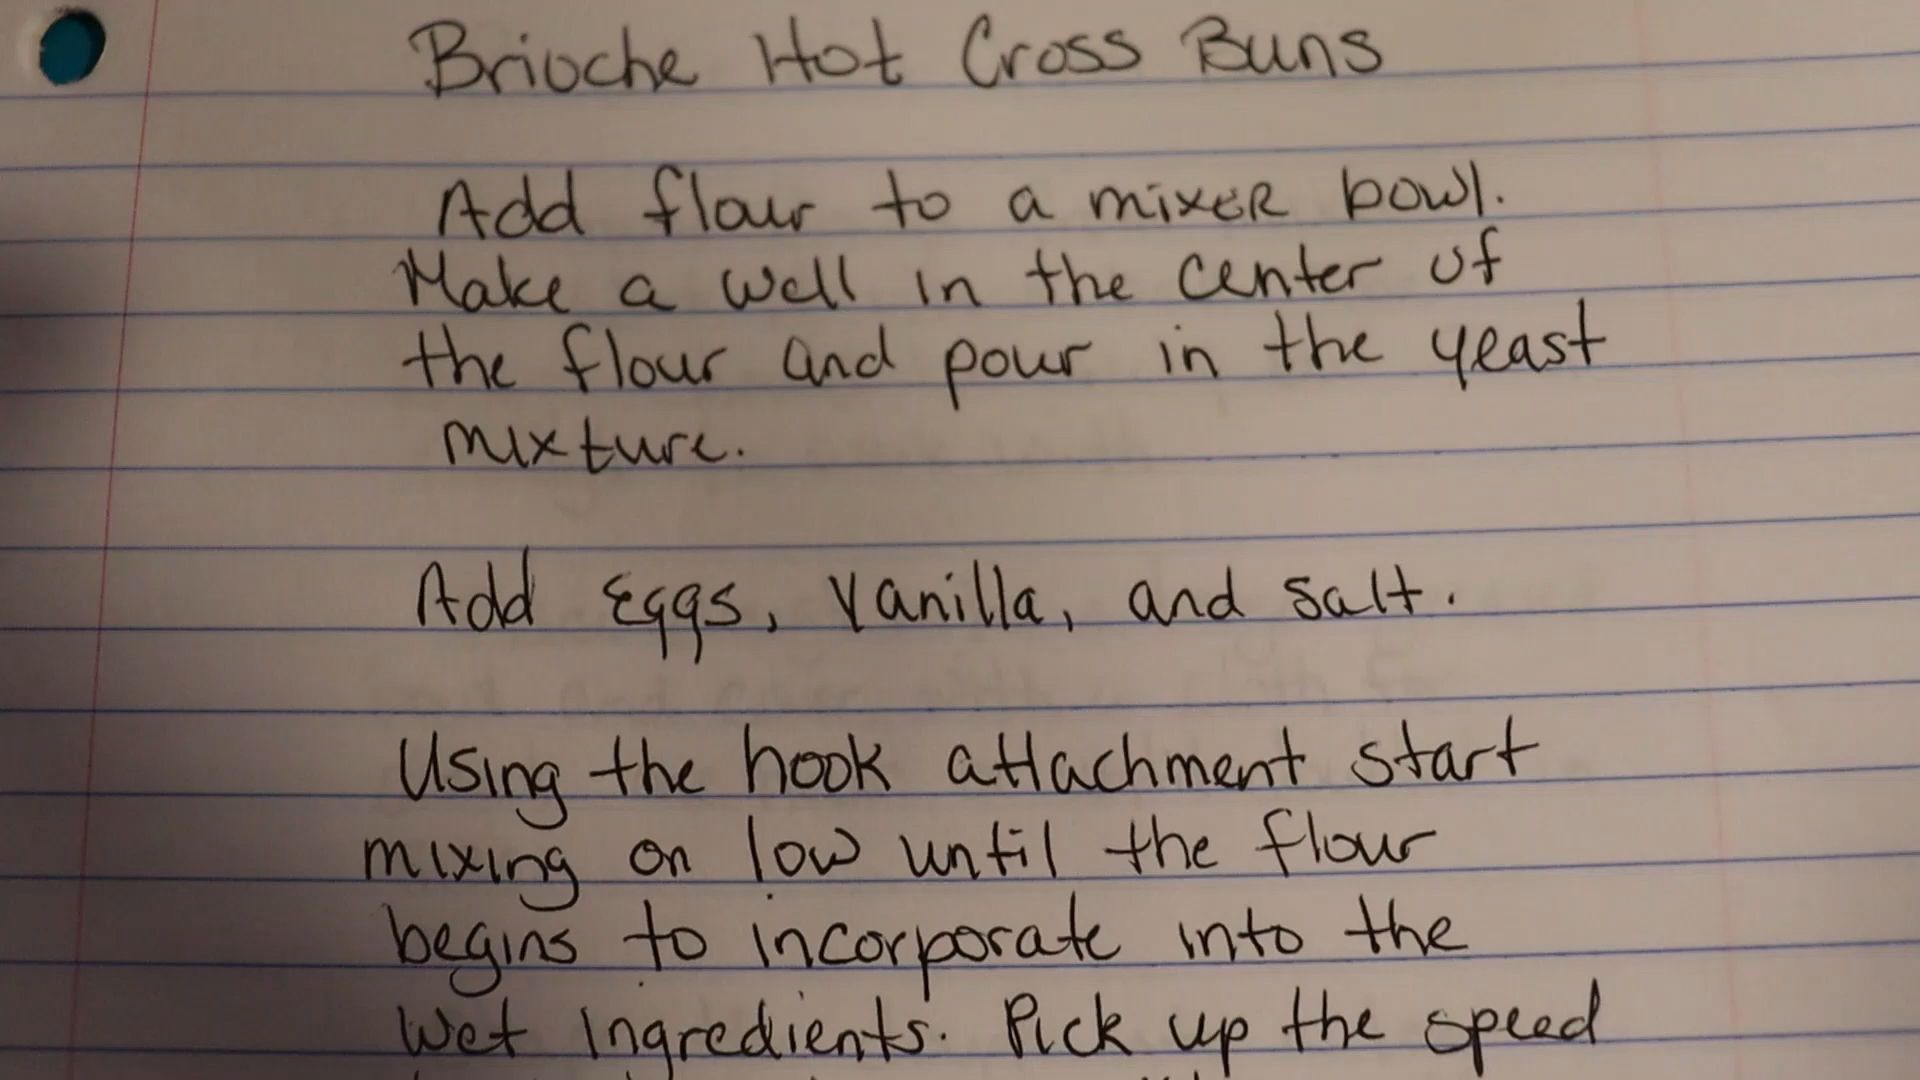 Brioche Hot Cross Buns
Add flour to a mixer bowl.
Make a well in the center of
the flour and pour in the yeast
mixture.
Add Eggs, Vanilla, and salt.
Using the hook attachment start
mixing on low until the flour
begins to incorporate into the
wet ingredients. Pick up the speed